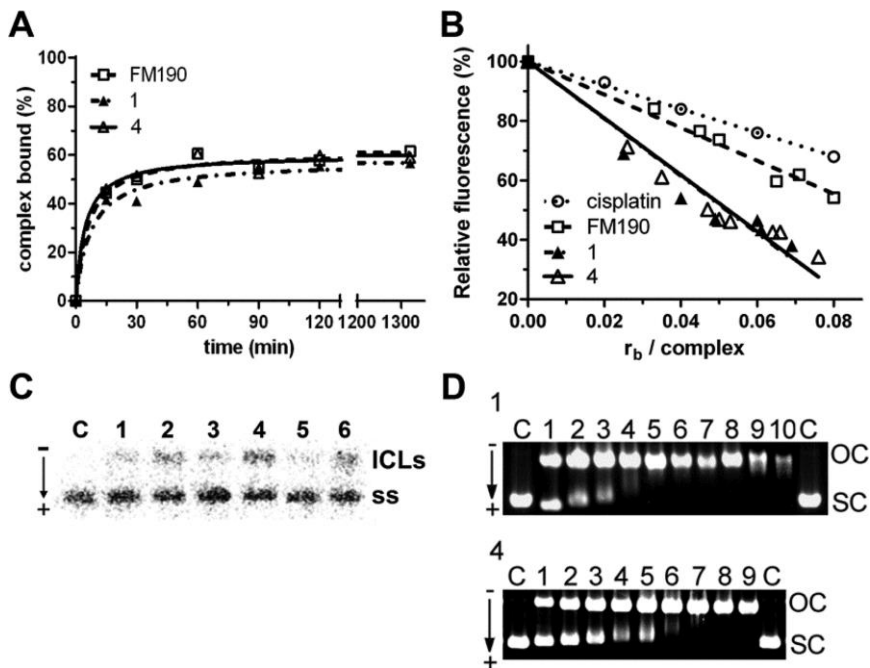 A
complex bound (%)
100
80
60
40
20
0
FM190
1
4
0 30 60 90 120 1200 1300
time (min)
B
Relative fluorescence (%)
100
80
60
40
20
cisplatin
FM190
1
4
0.00 0.02 0.04 0.06 0.08
rb / complex
C
C 1 2 3 4 5 6
-
+
ICLs
ss
D
1
C 1 2 3 4 5 6 7 8 9 10 C
-
+
OC
SC
4
C 1 2 3 4 5 6 7 8 9 C
-
+
OC
SC